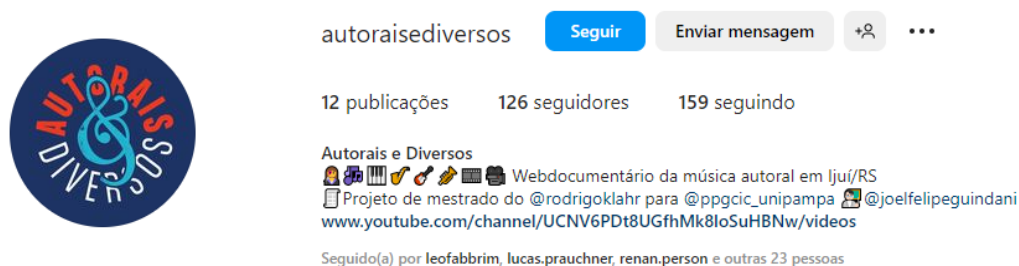 AUTORAIS
&
DIVERSOS
autoraisediversos Seguir Enviar mensagem
12 publicações 126 seguidores 159 seguindo
Autorais e Diversos
Webdocumentário da música autoral em Ijuí/RS
Projeto de mestrado do @rodrigoklahr para @ppgcic_unipampa @joelfelipeguindani
www.youtube.com/channel/UCNV6PDt8UGfhMk8loSuHBNw/videos
Seguido(a) por leofabbrim, lucas.prauchner, renan.person e outras 23 pessoas